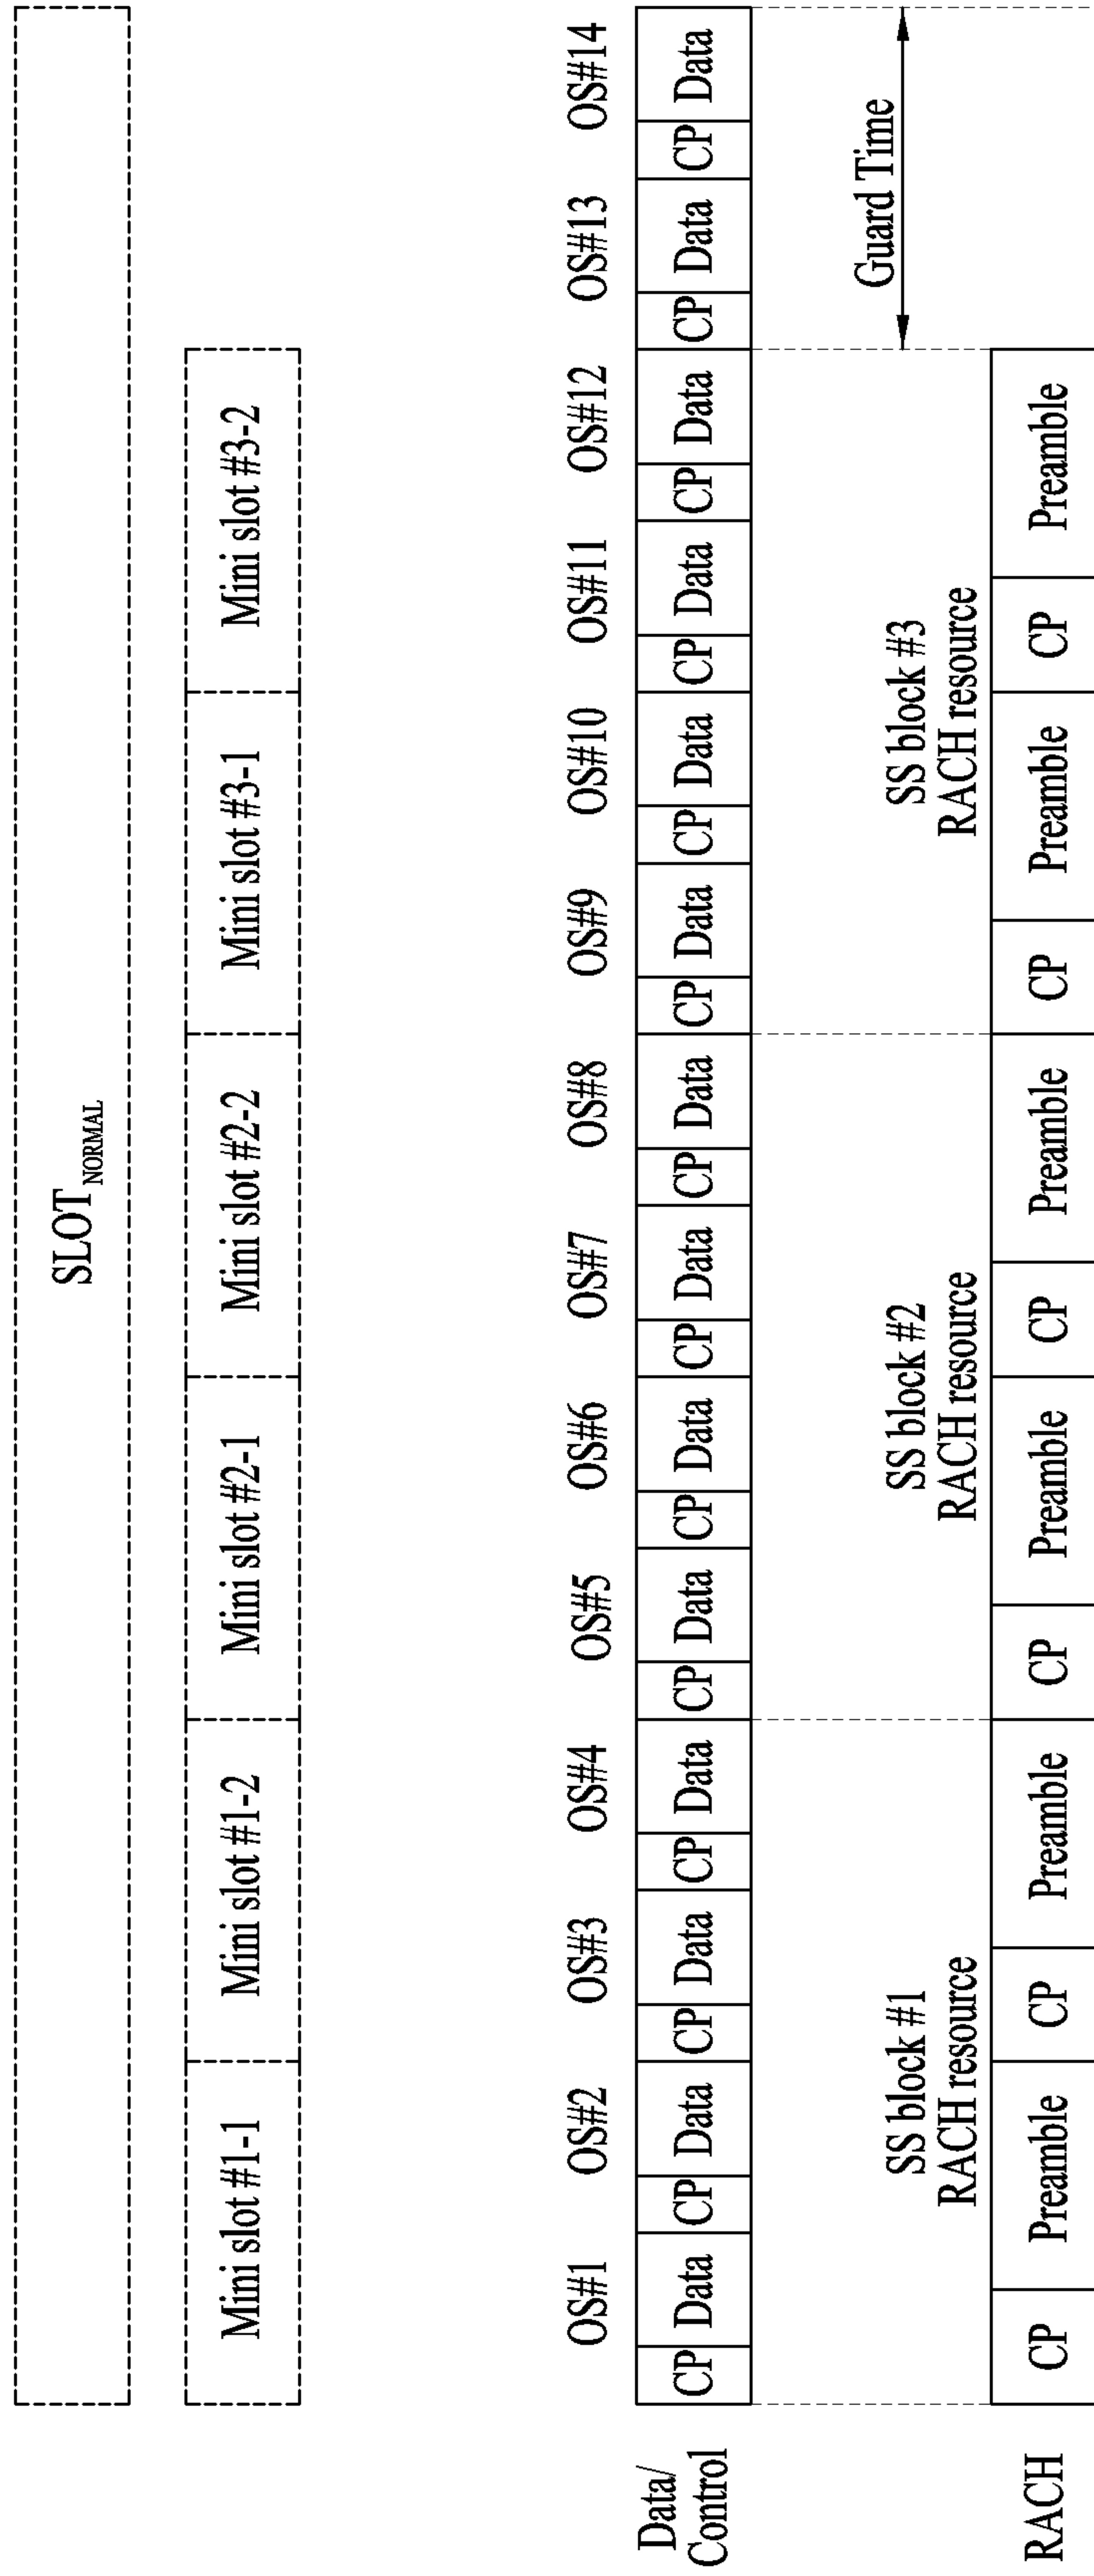 SLOT NORMAL
Mini slot #1-1
Mini slot #1-2
Mini slot #2-1
Mini slot #2-2
Mini slot #3-1
Mini slot #3-2
OS#1
OS#2
OS#3
OS#4
OS#5
OS#6
OS#7
OS#8
OS#9
OS#10
OS#11
OS#12
OS#13
OS#14
Data/
Control
CP
Data
CP
Data
CP
Data
CP
Data
CP
Data
CP
Data
CP
Data
CP
Data
CP
Data
CP
Data
CP
Data
CP
Data
CP
Data
CP
Data
SS block #1
RACH resource
SS block #2
RACH resource
SS block #3
RACH resource
Guard Time
RACH
CP
Preamble
CP
Preamble
CP
Preamble
CP
Preamble
CP
Preamble
CP
Preamble